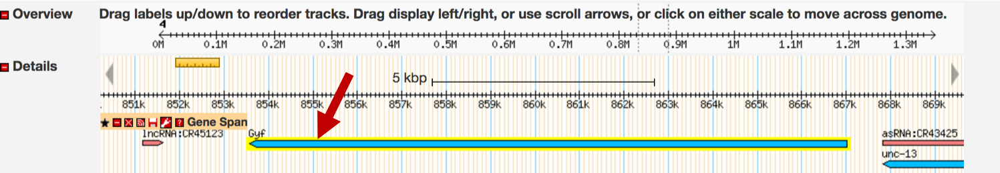 Overview Drag labels up/down to reorder tracks. Drag display left/right, or use scroll arrows, or click on either scale to move across genome.
4
0M 0.1M 0.2M 0.3M 0.4M 0.5M 0.6M 0.7M 0.8M 0.9M 1M 1.1M 1.2M 1.3M
Details
5 kbp
851k 852k 853k 854k 855k 856k 857k 858k 859k 860k 861k 862k 863k 864k 865k 866k 867k 868k 869k
? Gene Span
lncRNA:CR45123 Gyf asRNA:CR43425
unc-13